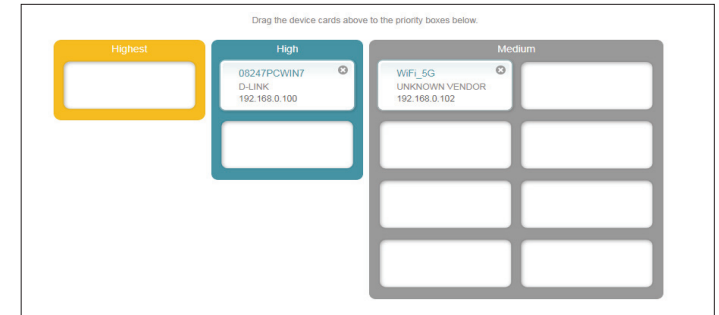 Drag the device cards above to the priority boxes below.
Highest
High
Medium
08247PCWIN7
D-LINK
192.168.0.100
WiFi_5G
UNKNOWN VENDOR
192.168.0.102